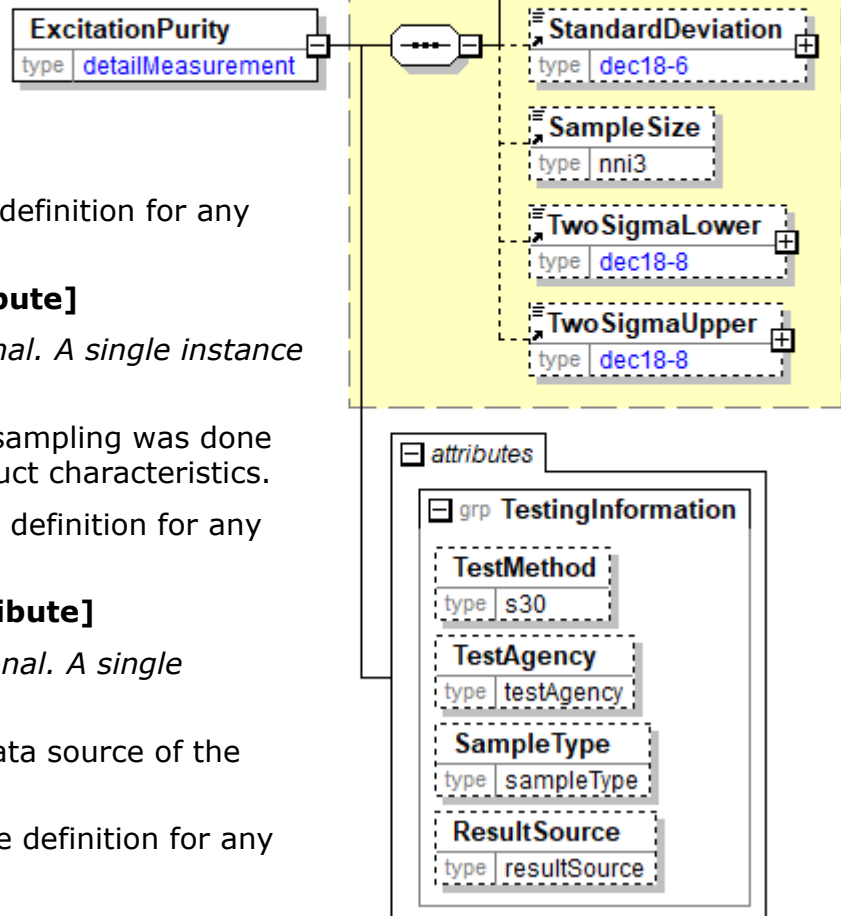 ExcitationPurity
type detailMeasurement
StandardDeviation
type dec18-6
SampleSize
type nni3
TwoSigmaLower
type dec18-8
TwoSigmaUpper
type dec18-8
definition for any
bute]
nal. A single instance
sampling was done
uct characteristics.
definition for any
ibute]
onal. A single
ata source of the
e definition for any
attributes
grp TestingInformation
TestMethod
type s30
TestAgency
type testAgency
SampleType
type sampleType
ResultSource
type resultSource